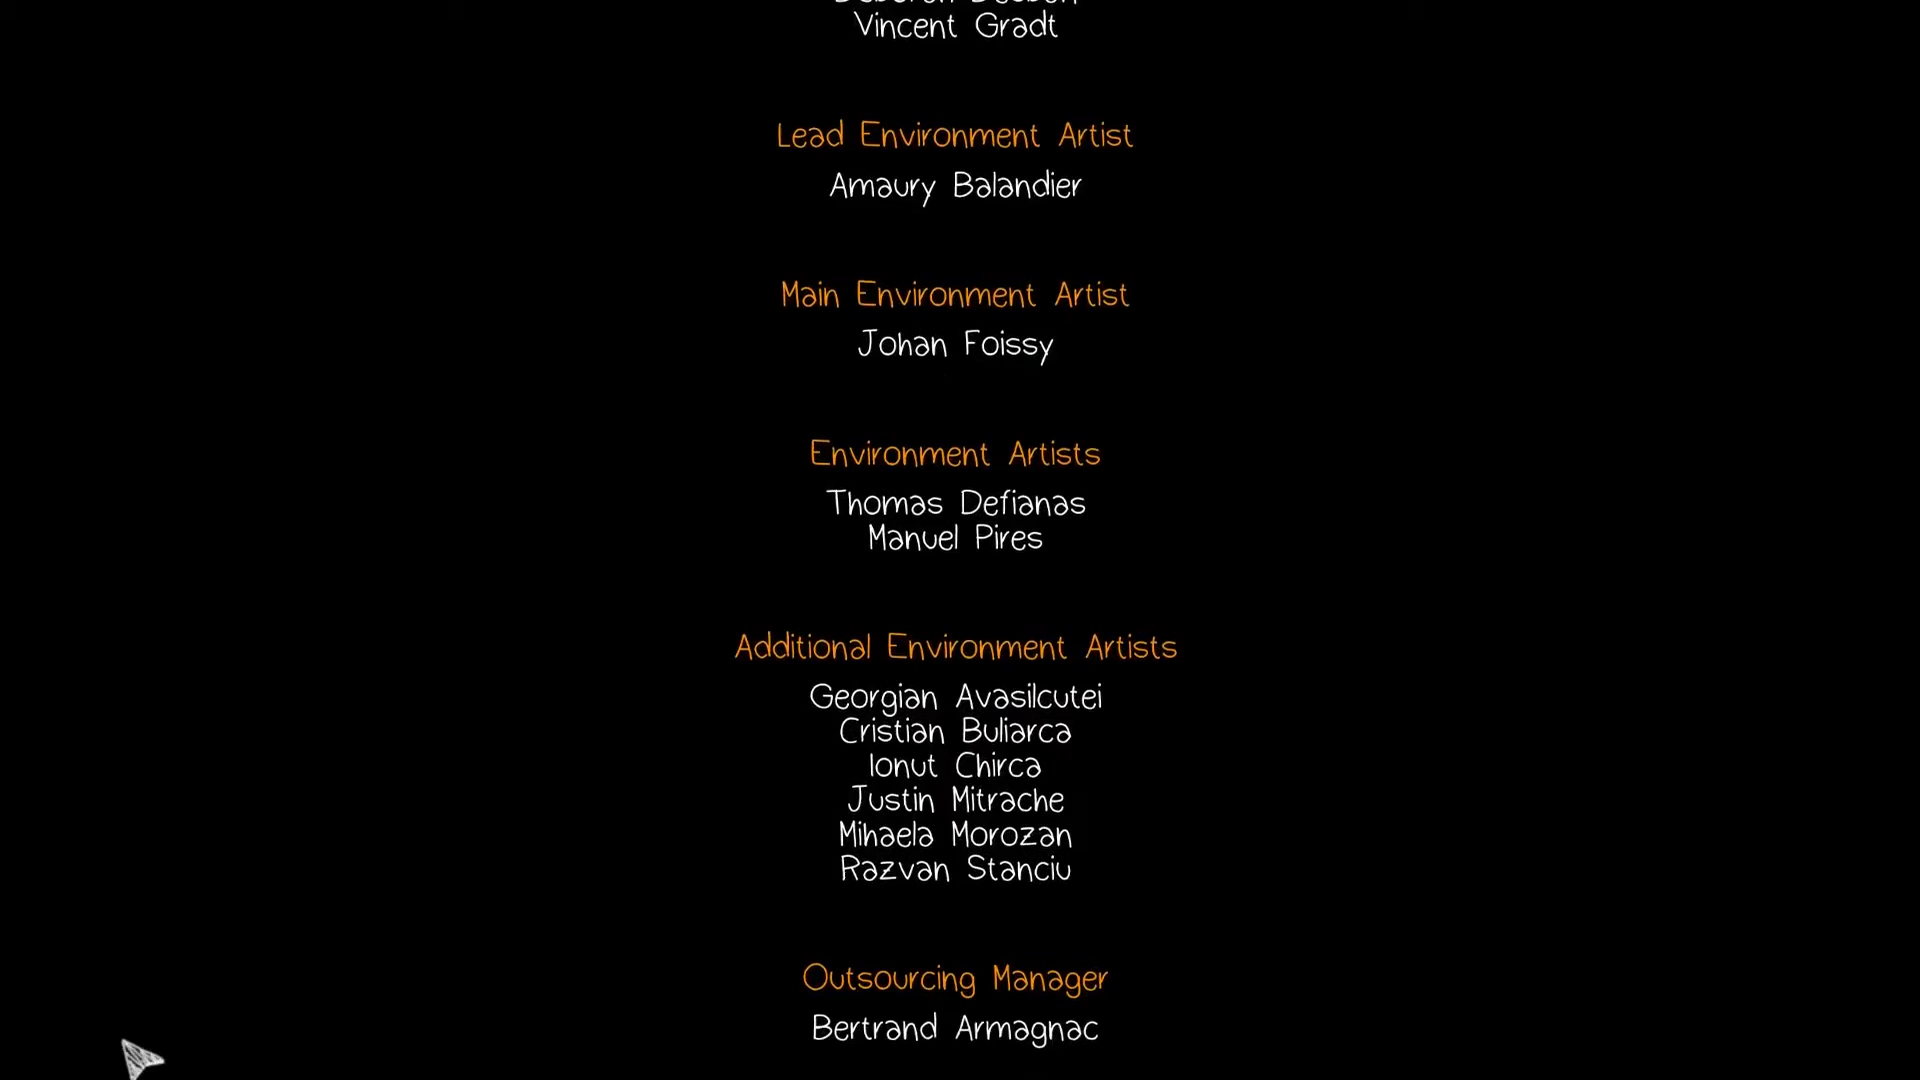 Vincent Gradt
Lead Environment Artist
Amaury Balandier
Main Environment Artist
Johan Foissy
Environment Artists
Thomas Defianas
Manuel Pires
Additional Environment Artists
Georgian Avasilcutei
Cristian Buliarca
Ionut Chirca
Justin Mitrache
Mihaela Morozan
Razvan Stanciu
Outsourcing Manager
Bertrand Armagnac